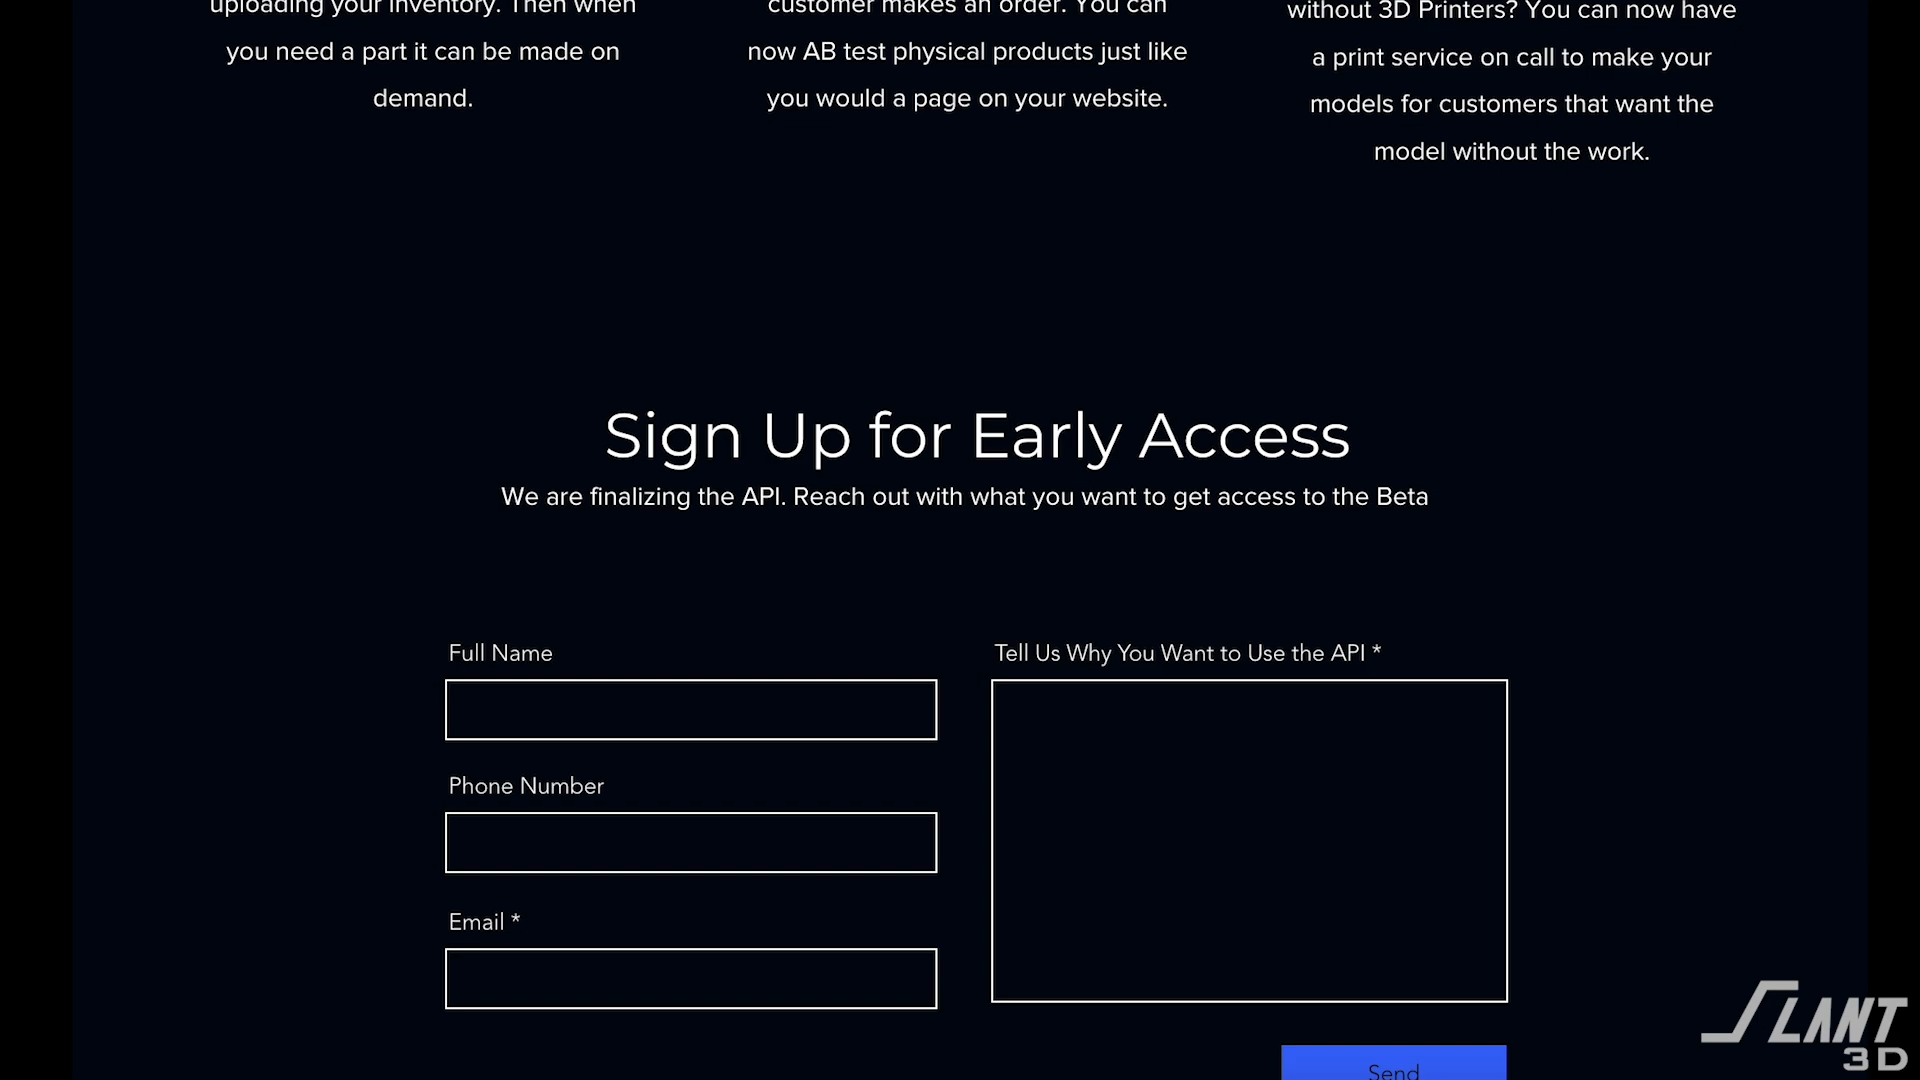 uploading your inventory. Then when
you need a part it can be made on
demand.
customer makes an order. You can
now AB test physical products just like
you would a page on your website.
without 3D Printers? You can now have
a print service on call to make your
models for customers that want the
model without the work.
Sign Up for Early Access
We are finalizing the API. Reach out with what you want to get access to the Beta
Full Name
Phone Number
Email *
Tell Us Why You Want to Use the API *
Send
SLANT
3D